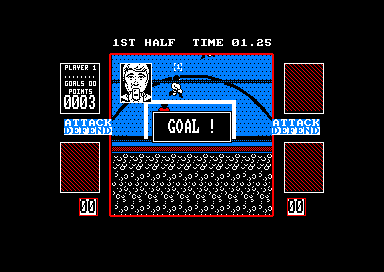 1ST HALF TIME 01.25
PLAYER 1
........
GOALS 00
POINTS
0003
ATTACK
DEFEND
ATTACK
DEFEND
GOAL !
00
00